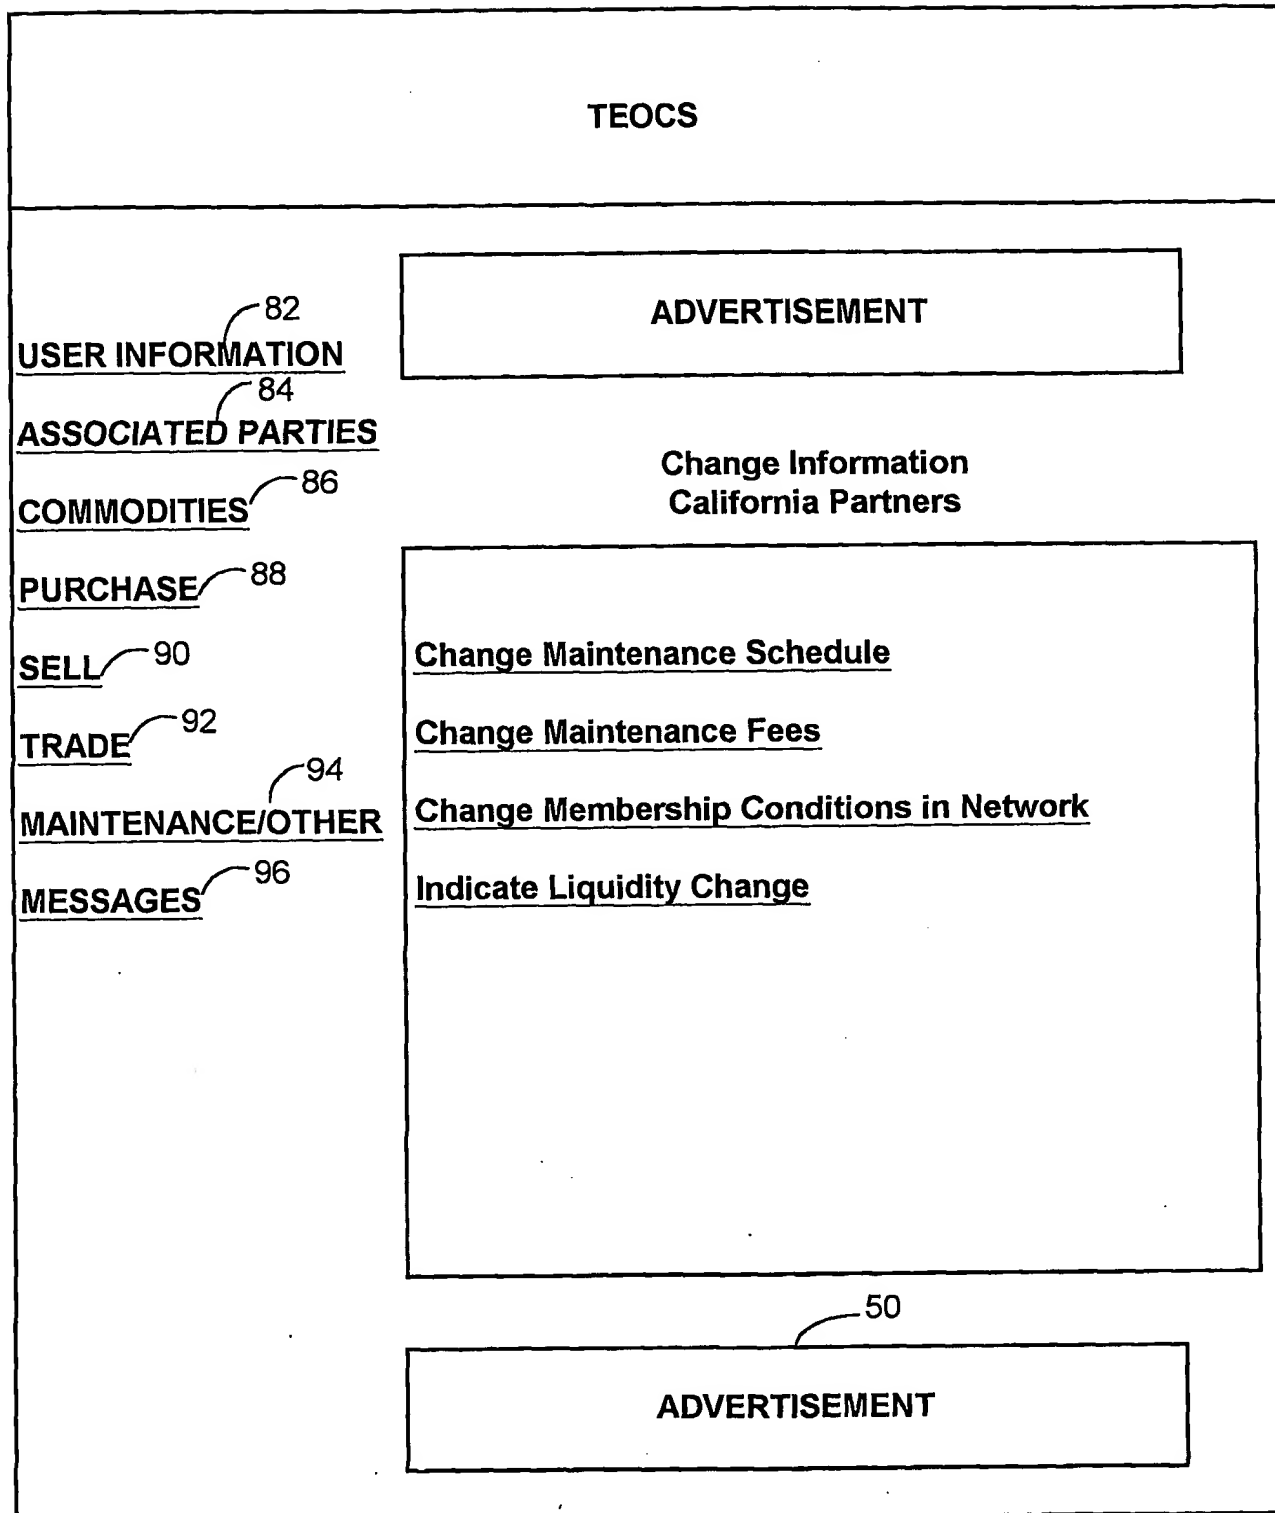 TEOCS
ADVERTISEMENT
82
USER INFORMATION
84
ASSOCIATED PARTIES
86
COMMODITIES
88
PURCHASE
90
SELL
92
TRADE
94
MAINTENANCE/OTHER
96
MESSAGES
Change Information
California Partners
Change Maintenance Schedule
Change Maintenance Fees
Change Membership Conditions in Network
Indicate Liquidity Change
50
ADVERTISEMENT